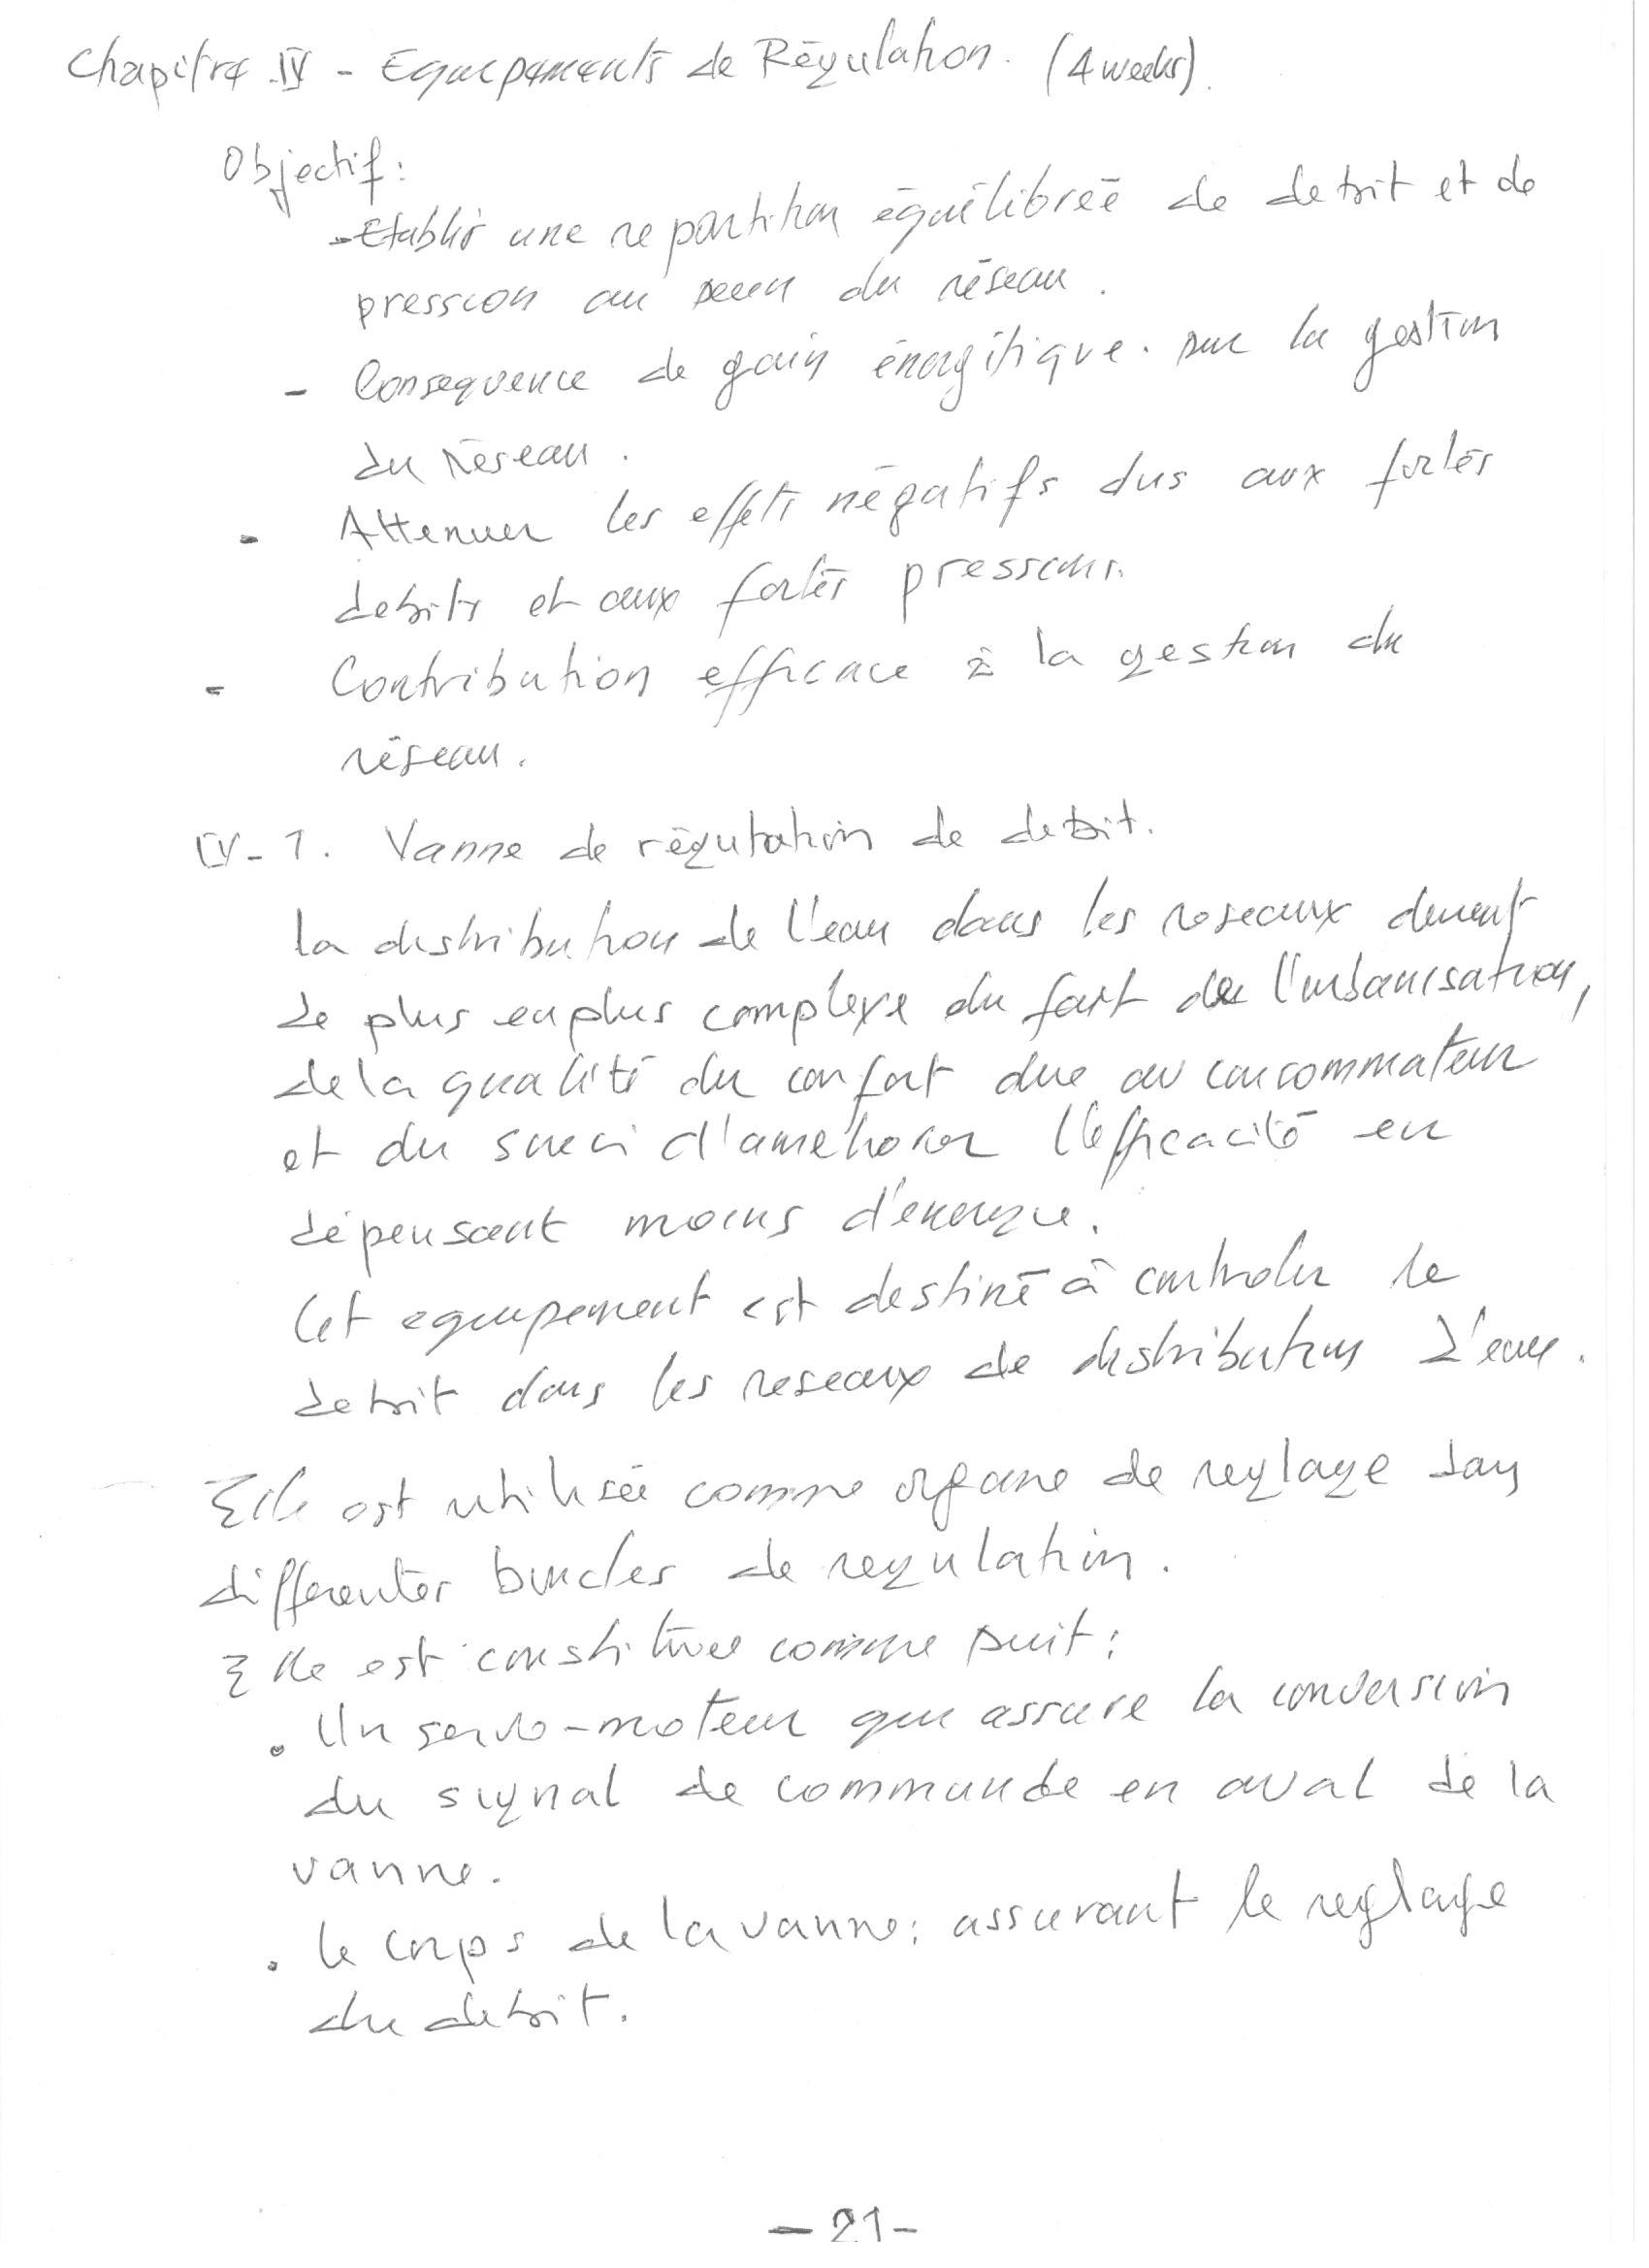 Chapitre IV - Equipements de Régulation. (4 weeks).
Objectif:
- Etablir une repartition équilibrée de debit et de
pression au sein du réseau.
- Consequence de gain énergitique. sur la gestion
du Réseau.
- Attenuer les effets négatifs dus aux fortes
debits et aux fortes pressions.
- Contribution efficace à la gestion du
réseau.
IV-1. Vanne de régulation de debit.
la distribution de l'eau dans les reseaux devient
de plus en plus complexe du fait de l'urbanisation,
de la qualité du confort due au consommateur
et du souci d'améliorer l'efficacité en
dépensant moins d'énergie.
Cet equipement est destiné à controler le
debit dans les reseaux de distribution d'eau.
Elle est utilisée comme organe de reglage dans
differentes boucles de regulation.
Elle est constituée comme suit:
• Un servo-moteur qui assure la conversion
du signal de commande en aval de la
vanne.
• le corps de la vanne: assurant le reglage
du debit.
- 21 -